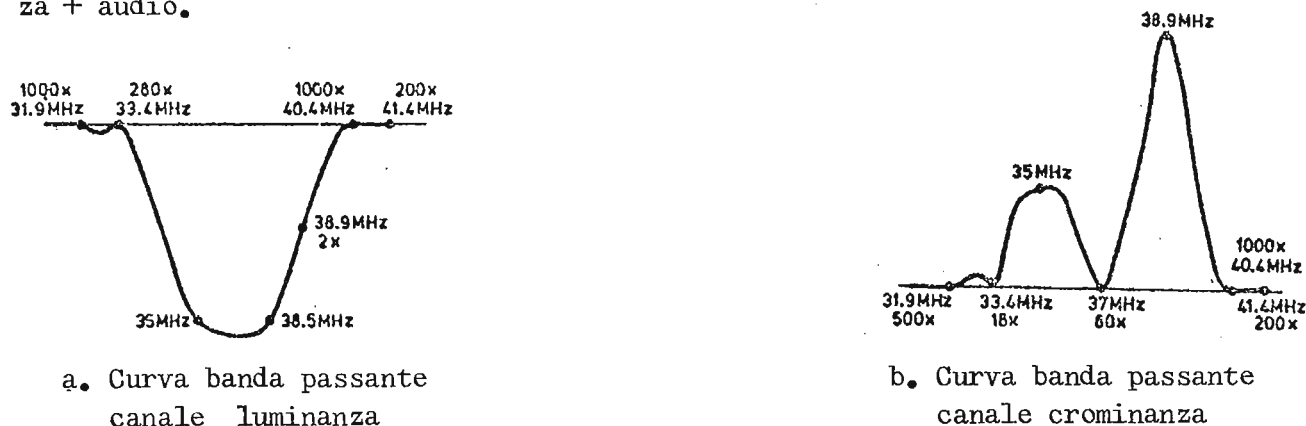 za + audio.
1000x 280x 1000x 200x
31.9MHz 33.4MHz 40.4MHz 41.4MHz
38.9MHz
2x
35MHz 38.5MHz
a. Curva banda passante
canale luminanza
38.9MHz
35MHz
1000x
40.4MHz
31.9MHz 33.4MHz 37MHz 41.4MHz
500x 18x 60x 200x
b. Curva banda passante
canale crominanza